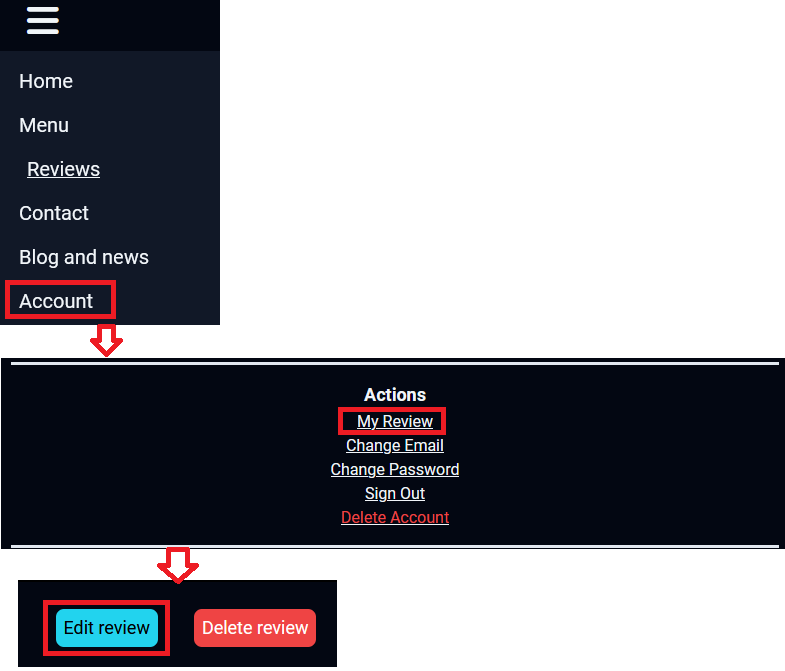 Home
Menu
Reviews
Contact
Blog and news
Account
Actions
My Review
Change Email
Change Password
Sign Out
Delete Account
Edit review Delete review